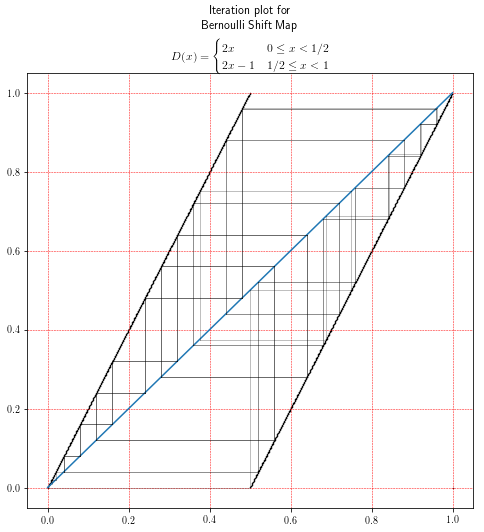 Iteration plot for
Bernoulli Shift Map
D(x) = { 2x 0 ≤ x < 1/2
2x − 1 1/2 ≤ x < 1
1.0
0.8
0.6
0.4
0.2
0.0
0.0 0.2 0.4 0.6 0.8 1.0